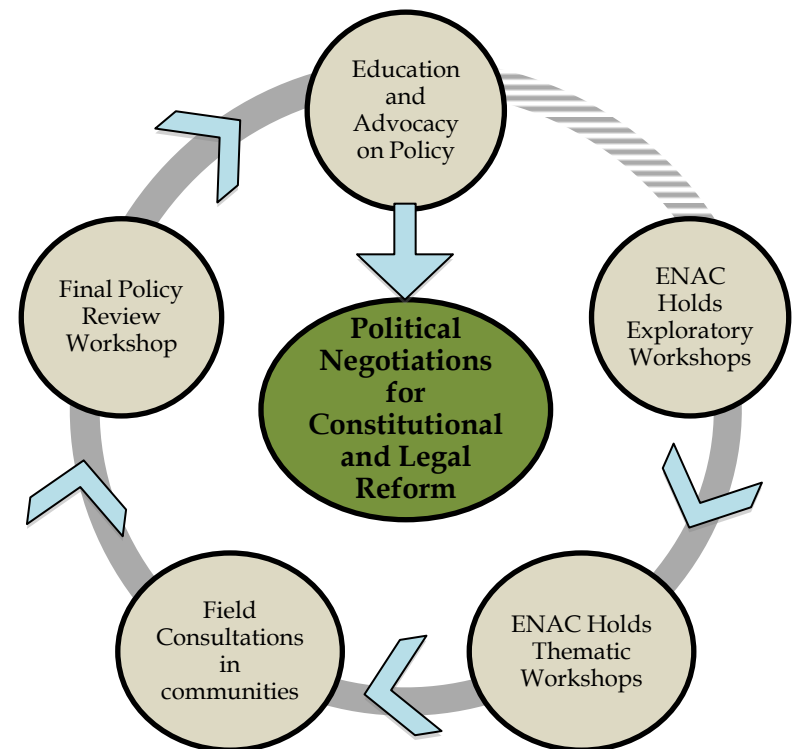 Education
and
Advocacy
on Policy
ENAC
Holds
Exploratory
Workshops
ENAC Holds
Thematic
Workshops
Field
Consultations
in
communities
Final Policy
Review
Workshop
Political
Negotiations
for
Constitutional
and Legal
Reform